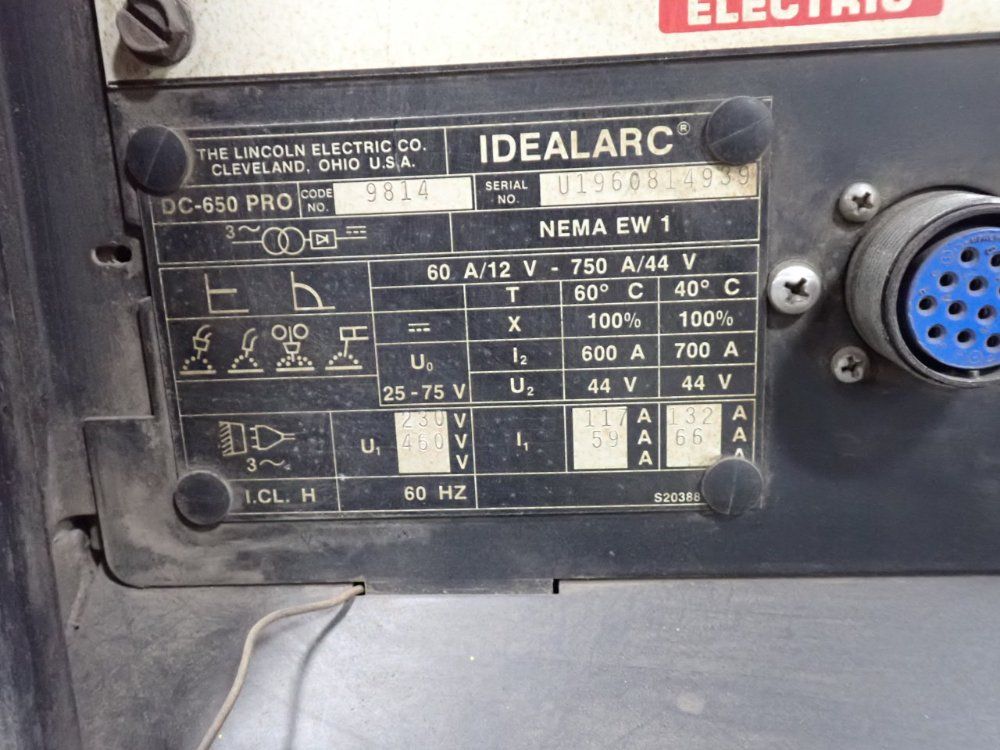 ELECTRIC
THE LINCOLN ELECTRIC CO. IDEALARC®
CLEVELAND, OHIO U.S.A.
DC-650 PRO CODE NO. 9814 SERIAL NO. U1960814939
3~ NEMA EW 1
60 A/12 V - 750 A/44 V
T 60° C 40° C
X 100% 100%
U0 I2 600 A 700 A
25-75 V U2 44 V 44 V
230 V 117 A 132 A
U1 460 V I1 59 A 66 A
3~ V A A
I.CL. H 60 HZ S20388